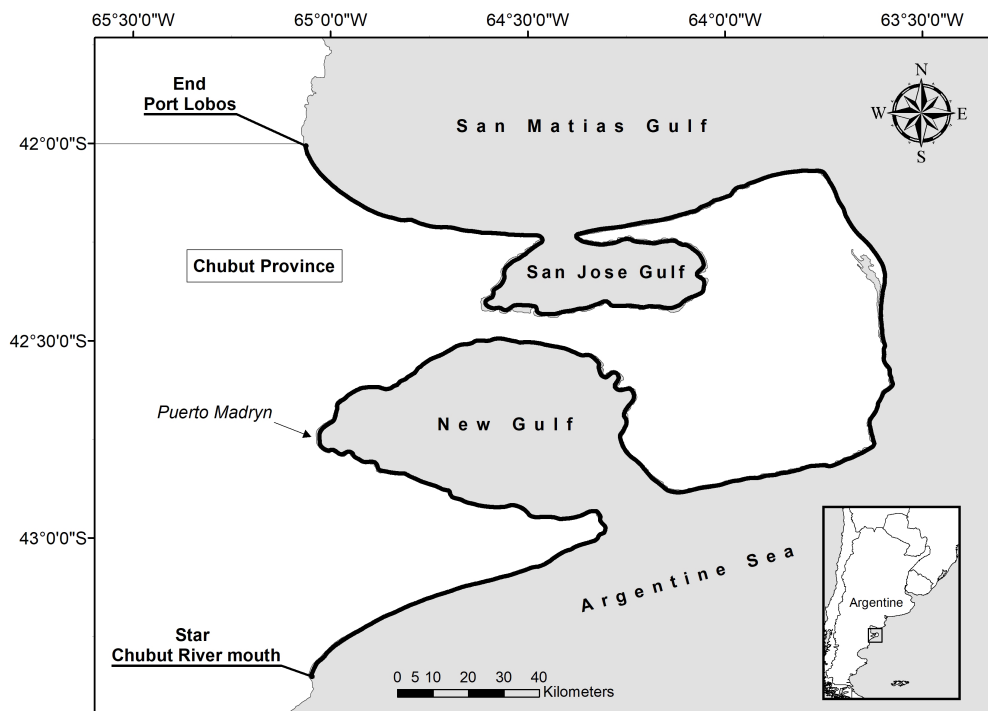 65°30'0"W 65°0'0"W 64°30'0"W 64°0'0"W 63°30'0"W
End
Port Lobos
N
W E
S
San Matias Gulf
42°0'0"S
Chubut Province
San Jose Gulf
42°30'0"S
Puerto Madryn
New Gulf
43°0'0"S
Argentine Sea
Argentine
Star
Chubut River mouth
0 5 10 20 30 40
Kilometers